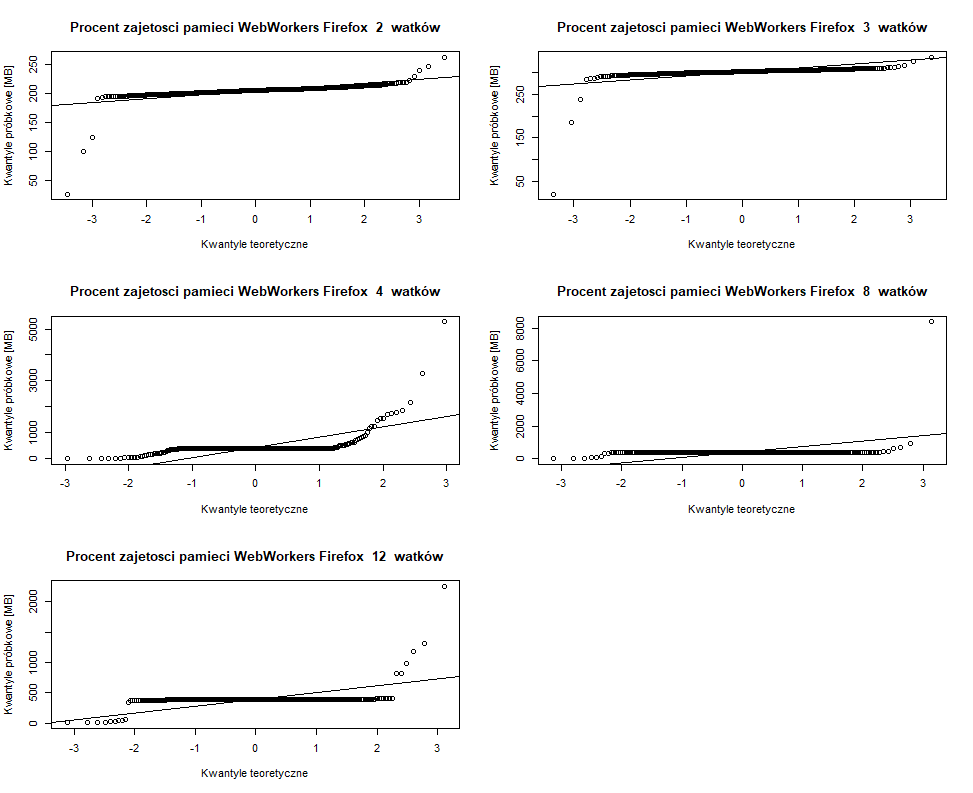 Procent zajetosci pamieci WebWorkers Firefox 2 watków
Kwantyle próbkowe [MB]
250
200
150
100
50
-3 -2 -1 0 1 2 3
Kwantyle teoretyczne
Procent zajetosci pamieci WebWorkers Firefox 3 watków
Kwantyle próbkowe [MB]
250
150
50
-3 -2 -1 0 1 2 3
Kwantyle teoretyczne
Procent zajetosci pamieci WebWorkers Firefox 4 watków
Kwantyle próbkowe [MB]
5000
3000
1000
0
-3 -2 -1 0 1 2 3
Kwantyle teoretyczne
Procent zajetosci pamieci WebWorkers Firefox 8 watków
Kwantyle próbkowe [MB]
8000
6000
4000
2000
0
-3 -2 -1 0 1 2 3
Kwantyle teoretyczne
Procent zajetosci pamieci WebWorkers Firefox 12 watków
Kwantyle próbkowe [MB]
2000
1000
500
0
-3 -2 -1 0 1 2 3
Kwantyle teoretyczne